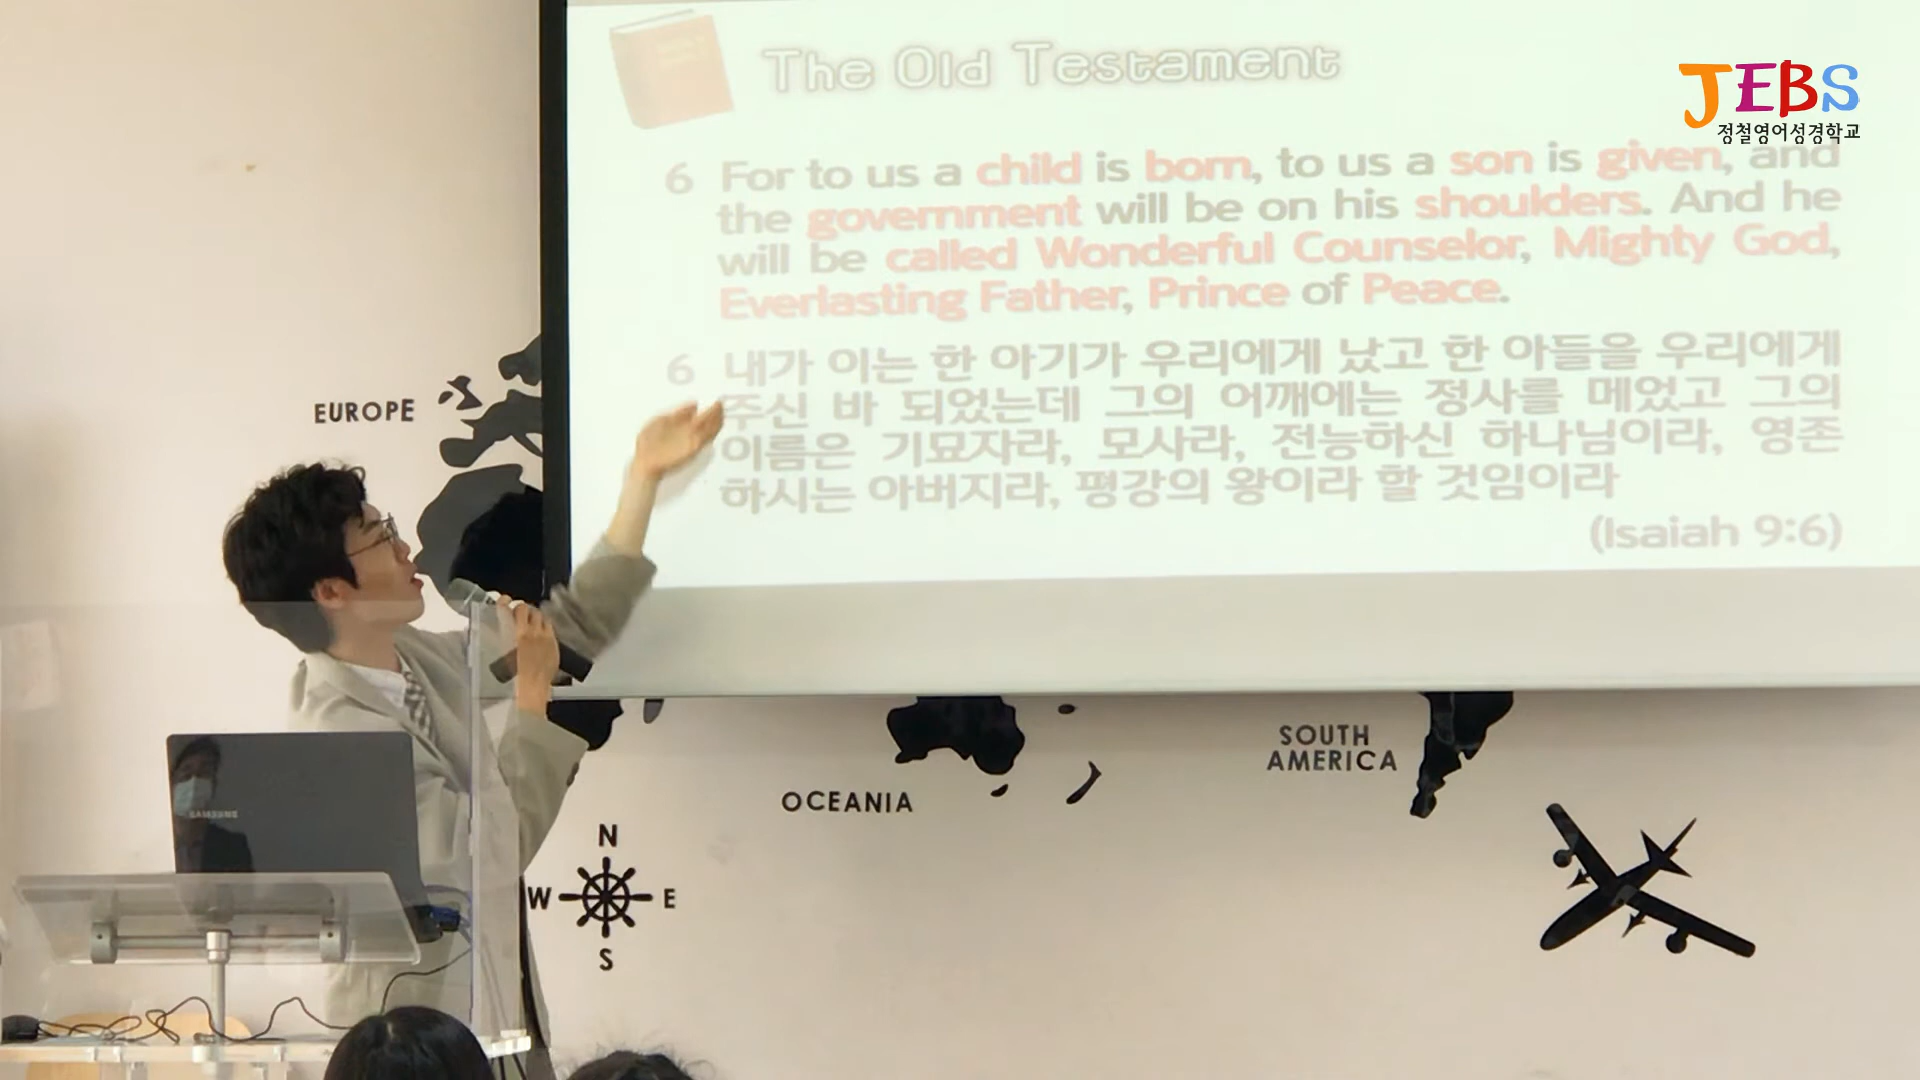 The Old Testament
JEBS
정철영어성경학교
6 For to us a child is born, to us a son is given, and
the government will be on his shoulders. And he
will be called Wonderful Counselor, Mighty God,
Everlasting Father, Prince of Peace.
6 내가 이는 한 아기가 우리에게 났고 한 아들을 우리에게
주신 바 되었는데 그의 어깨에는 정사를 메었고 그의
이름은 기묘자라, 모사라, 전능하신 하나님이라, 영존
하시는 아버지라, 평강의 왕이라 할 것임이라
(Isaiah 9:6)
EUROPE
SOUTH
AMERICA
OCEANIA
SAMSUNG
N
W E
S